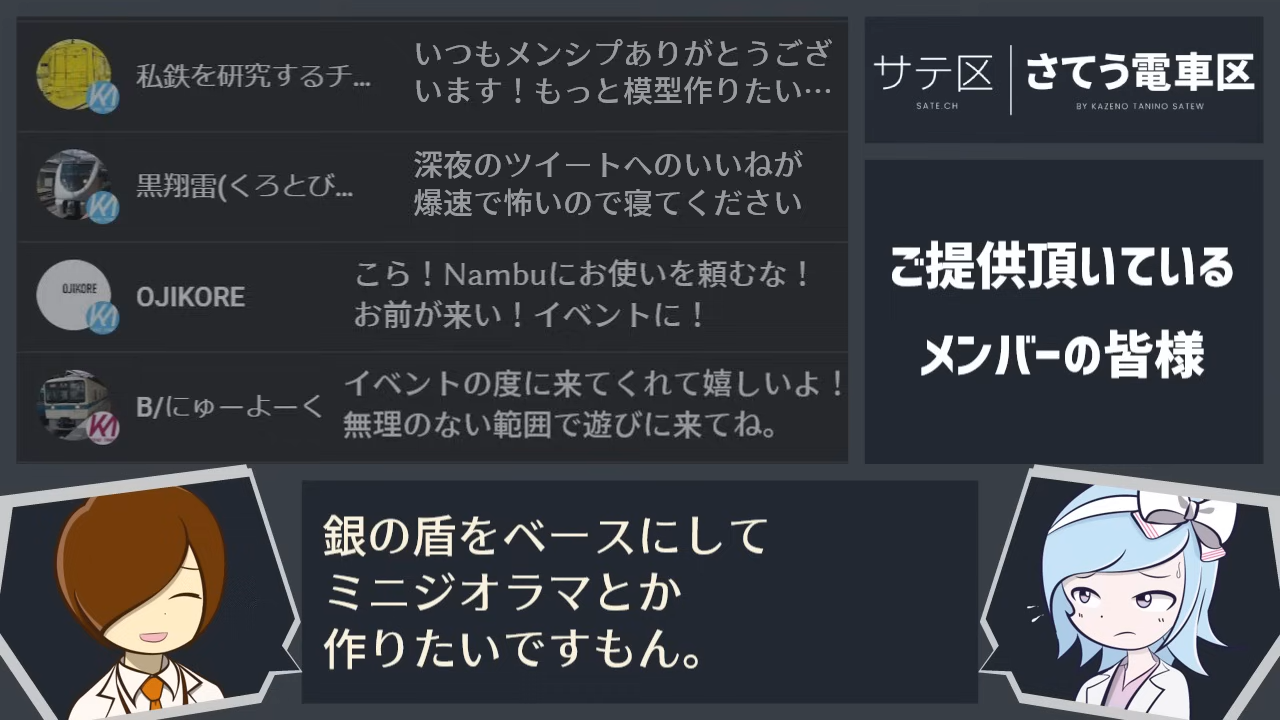 私鉄を研究するチ...
いつもメンシプありがとうござ
います！もっと模型作りたい…
黒翔雷(くろとび...
深夜のツイートへのいいねが
爆速で怖いので寝てください
OJIKORE
OJIKORE
こら！Nambuにお使いを頼むな！
お前が来い！イベントに！
B/にゅーよーく
イベントの度に来てくれて嬉しいよ！
無理のない範囲で遊びに来てね。
サテ区
SATE.CH
さてう電車区
BY KAZENO TANINO SATEW
ご提供頂いている
メンバーの皆様
銀の盾をベースにして
ミニジオラマとか
作りたいですもん。